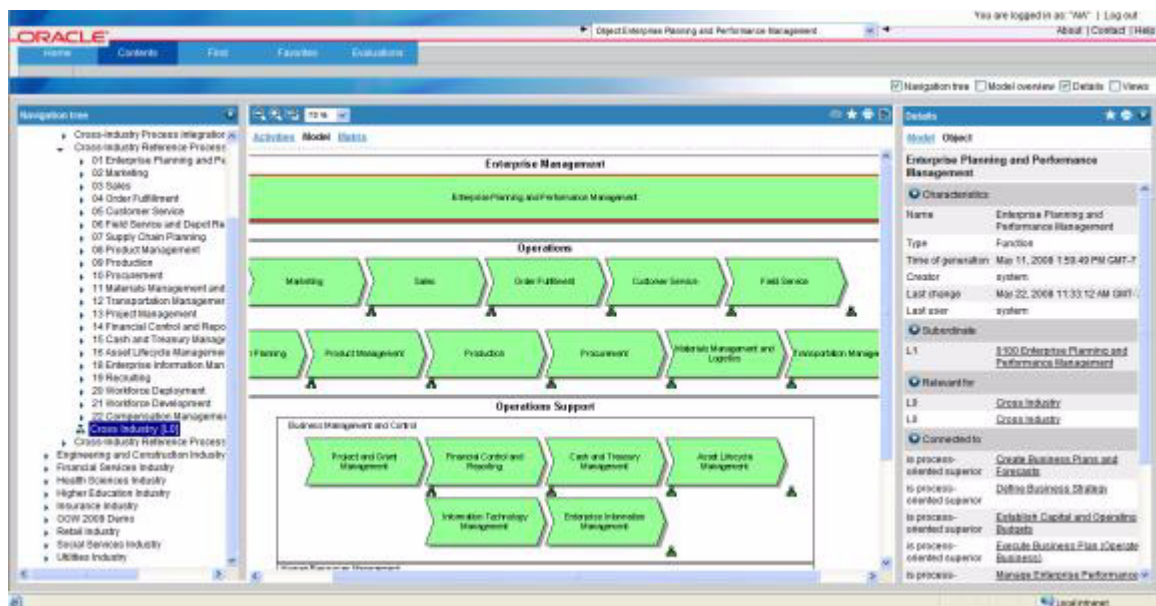 You are logged in as: "AIA" | Log out
ORACLE
Object Enterprise Planning and Performance Management
About | Contact | Help
Home Contents Find Favorites Evaluations
Navigation tree Model overview Details Views
Navigation tree
Cross-Industry Process Integration
Cross-Industry Reference Process
01 Enterprise Planning and Pe
02 Marketing
03 Sales
04 Order Fulfillment
05 Customer Service
06 Field Service and Depot Re
07 Supply Chain Planning
08 Product Management
09 Production
10 Procurement
11 Materials Management and
12 Transportation Managemer
13 Project Management
14 Financial Control and Repo
15 Cash and Treasury Manage
16 Asset Lifecycle Managemer
18 Enterprise Information Man
19 Recruiting
20 Workforce Deployment
21 Workforce Development
22 Compensation Managemer
Cross Industry [L0]
Cross-Industry Reference Process
Engineering and Construction Industry
Financial Services Industry
Health Sciences Industry
Higher Education Industry
Insurance Industry
OOW 2008 Demo
Retail Industry
Social Services Industry
Utilities Industry
Activities Model Matrix
Enterprise Management
Enterprise Planning and Performance Management
Operations
Marketing
Sales
Order Fulfillment
Customer Service
Field Service
Planning
Product Management
Production
Procurement
Materials Management and
Logistics
Transportation Manage
Operations Support
Business Management and Control
Project and Grant
Management
Financial Control and
Reporting
Cash and Treasury
Management
Asset Lifecycle
Management
Information Technology
Management
Enterprise Information
Management
Details
Model Object
Enterprise Planning and Performance
Management
Characteristics
Name Enterprise Planning and
Performance Management
Type Function
Time of generation May 11, 2008 1:59:49 PM GMT-7
Creator system
Last change May 22, 2008 11:33:12 AM GMT-
Last user system
Subordinate
L1 0100 Enterprise Planning and
Performance Management
Relevant for
L0 Cross Industry
L0 Cross Industry
Connected to
is process-
oriented superior Create Business Plans and
Forecasts
is process-
oriented superior Define Business Strategy
is process-
oriented superior Establish Capital and Operating
Budgets
is process-
oriented superior Execute Business Plan (Operate
Business)
is process- Manage Enterprise Performance
Local intranet